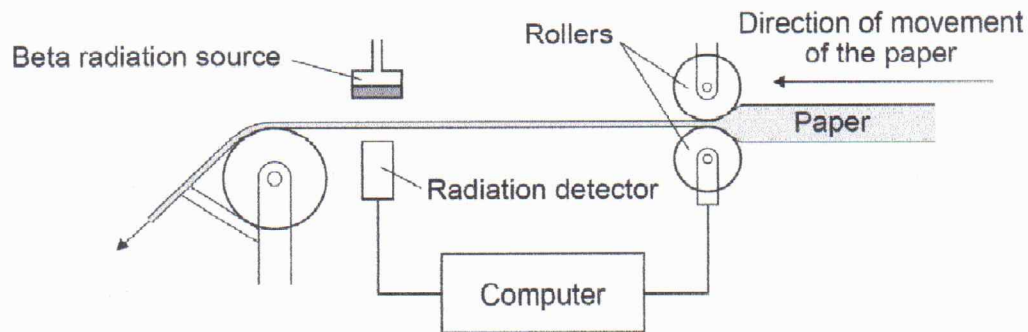 Beta radiation source
Rollers
Direction of movement
of the paper
Paper
Radiation detector
Computer